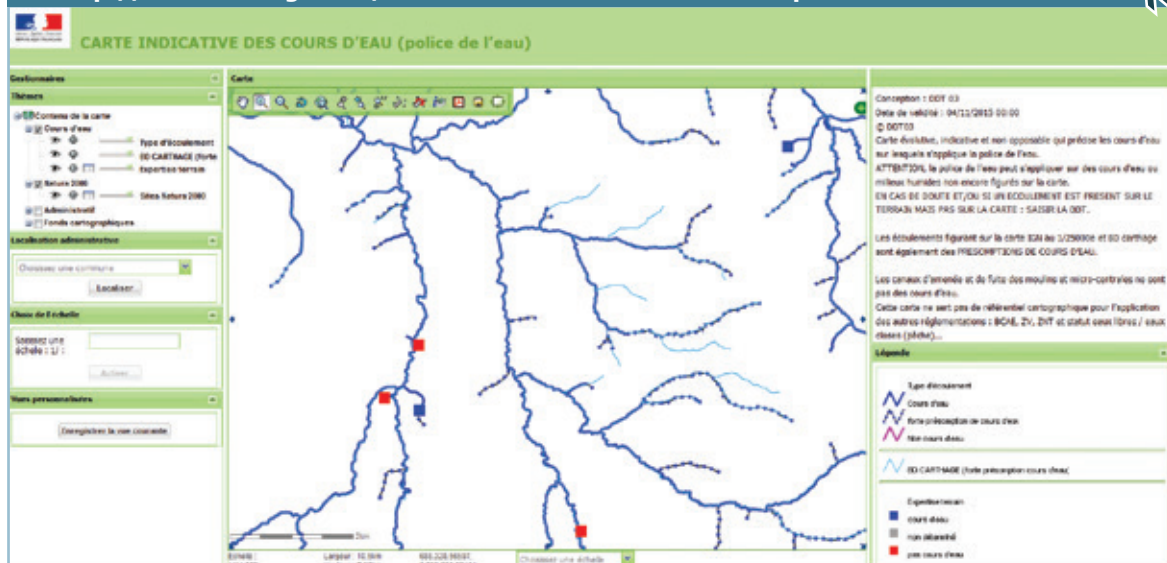 CARTE INDICATIVE DES COURS D'EAU (police de l'eau)
Gestionnaires
Thèmes
Contenu de la carte
Cours d'eau
Type d'écoulement
BD CARTHAGE (forte
Expertise terrain
Natura 2000
Sites Natura 2000
Administratif
Fonds cartographiques
Localisation administrative
Choisissez une commune
Localiser
Choix de l'échelle
Saisissez une
échelle : 1/ :
Activer
Vues personnalisées
Enregistrer la vue courante
Carte
2km
Echelle :
Largeur : 10.9km
Choisissez une échelle
Conception : DDT 03
Date de validité : 04/11/2015 00:00
© DDT03
Carte évolutive, indicative et non opposable qui précise les cours d'eau
sur lesquels s'applique la police de l'eau.
ATTENTION, la police de l'eau peut s'appliquer sur des cours d'eau ou
milieux humides non encore figurés sur la carte.
EN CAS DE DOUTE ET/OU SI UN ECOULEMENT EST PRESENT SUR LE
TERRAIN MAIS PAS SUR LA CARTE : SAISIR LA DDT.
Les écoulements figurant sur la carte IGN au 1/25000e et BD carthage
sont également des PRESOMPTIONS DE COURS D'EAU.
Les canaux d'amenée et de fuite des moulins et micro-centrales ne sont
pas des cours d'eau.
Cette carte ne sert pas de référentiel cartographique pour l'application
des autres réglementations : BCAE, ZV, ZNT et statut eaux libres / eaux
closes (pêche)...
Légende
Type d'écoulement
Cours d'eau
forte présomption de cours d'eau
Non cours d'eau
BD CARTHAGE (forte présomption cours d'eau)
Expertise terrain
cours d'eau
non déterminé
pas cours d'eau